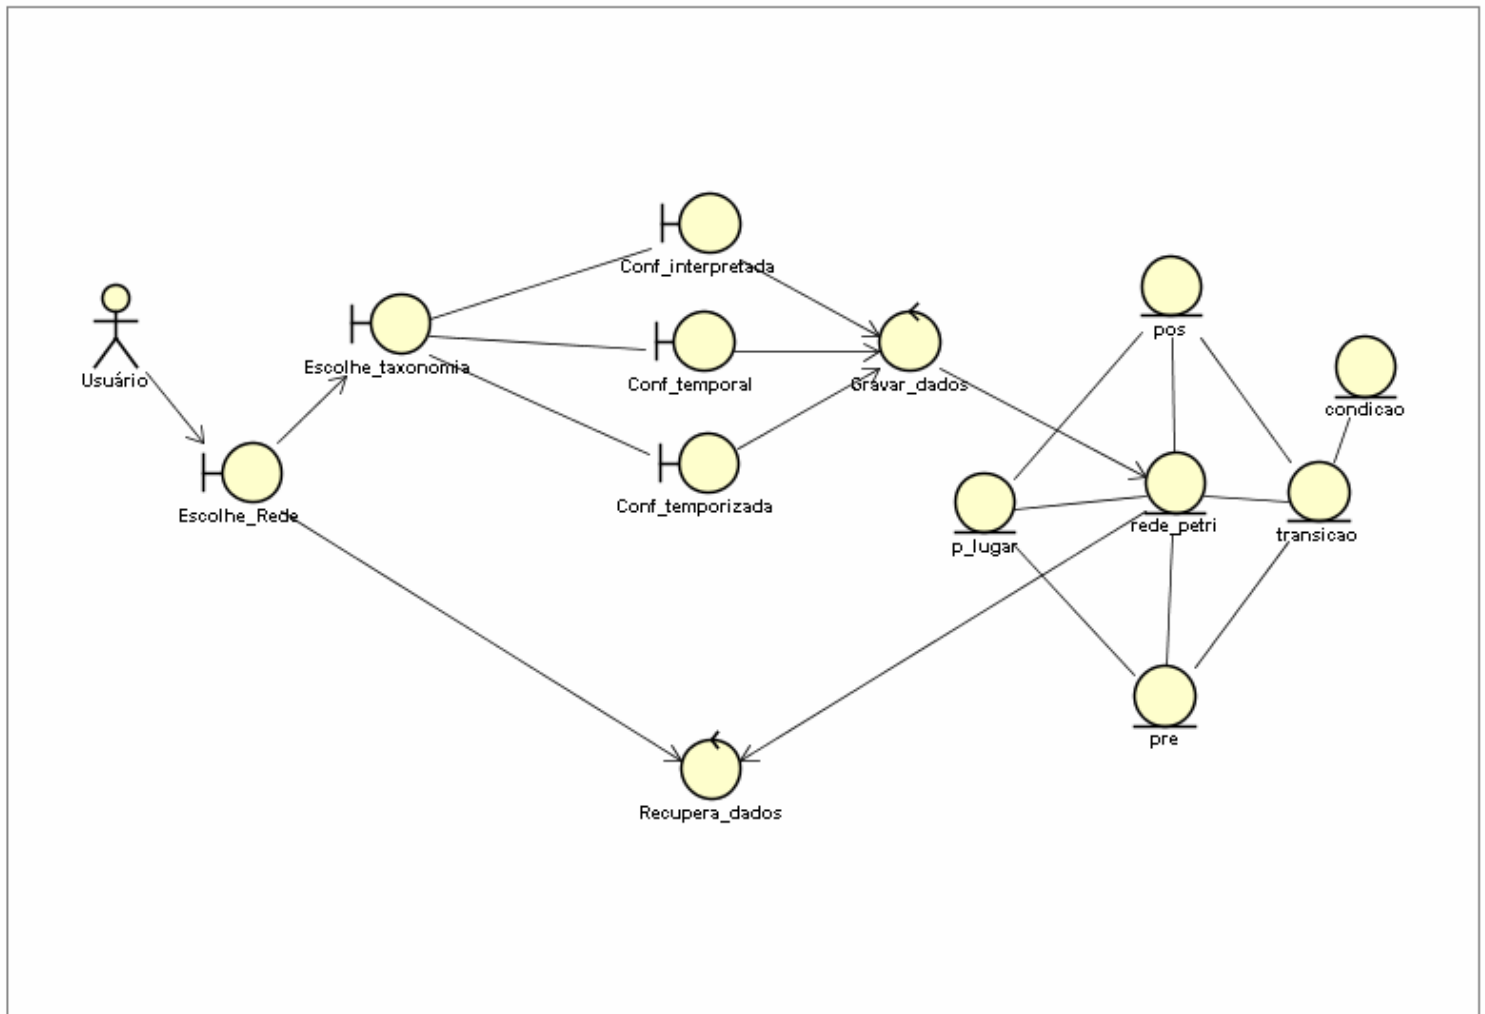 Conf_interpretada
pos
Escolhe_taxonomia
Usuário
Conf_temporal
Gravar_dados
condicao
Conf_temporizada
Escolhe_Rede
rede_petri
transicao
p_lugar
pre
Recupera_dados